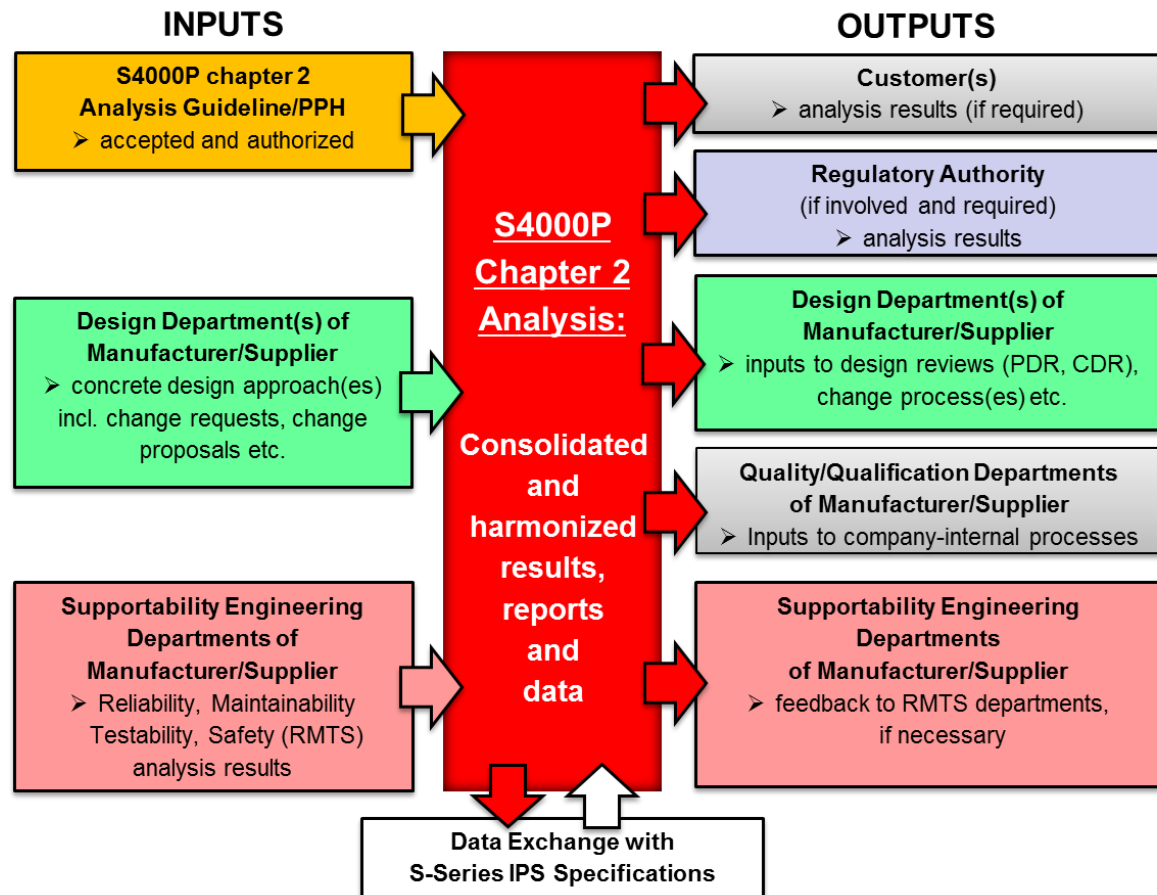 INPUTS
S4000P chapter 2
Analysis Guideline/PPH
➢ accepted and authorized
Design Department(s) of
Manufacturer/Supplier
➢ concrete design approach(es)
incl. change requests, change
proposals etc.
Supportability Engineering
Departments of
Manufacturer/Supplier
➢ Reliability, Maintainability
Testability, Safety (RMTS)
analysis results
S4000P
Chapter 2
Analysis:
Consolidated
and
harmonized
results,
reports
and
data
OUTPUTS
Customer(s)
➢ analysis results (if required)
Regulatory Authority
(if involved and required)
➢ analysis results
Design Department(s) of
Manufacturer/Supplier
➢ inputs to design reviews (PDR, CDR),
change process(es) etc.
Quality/Qualification Departments
of Manufacturer/Supplier
➢ Inputs to company-internal processes
Supportability Engineering
Departments
of Manufacturer/Supplier
➢ feedback to RMTS departments,
if necessary
Data Exchange with
S-Series IPS Specifications